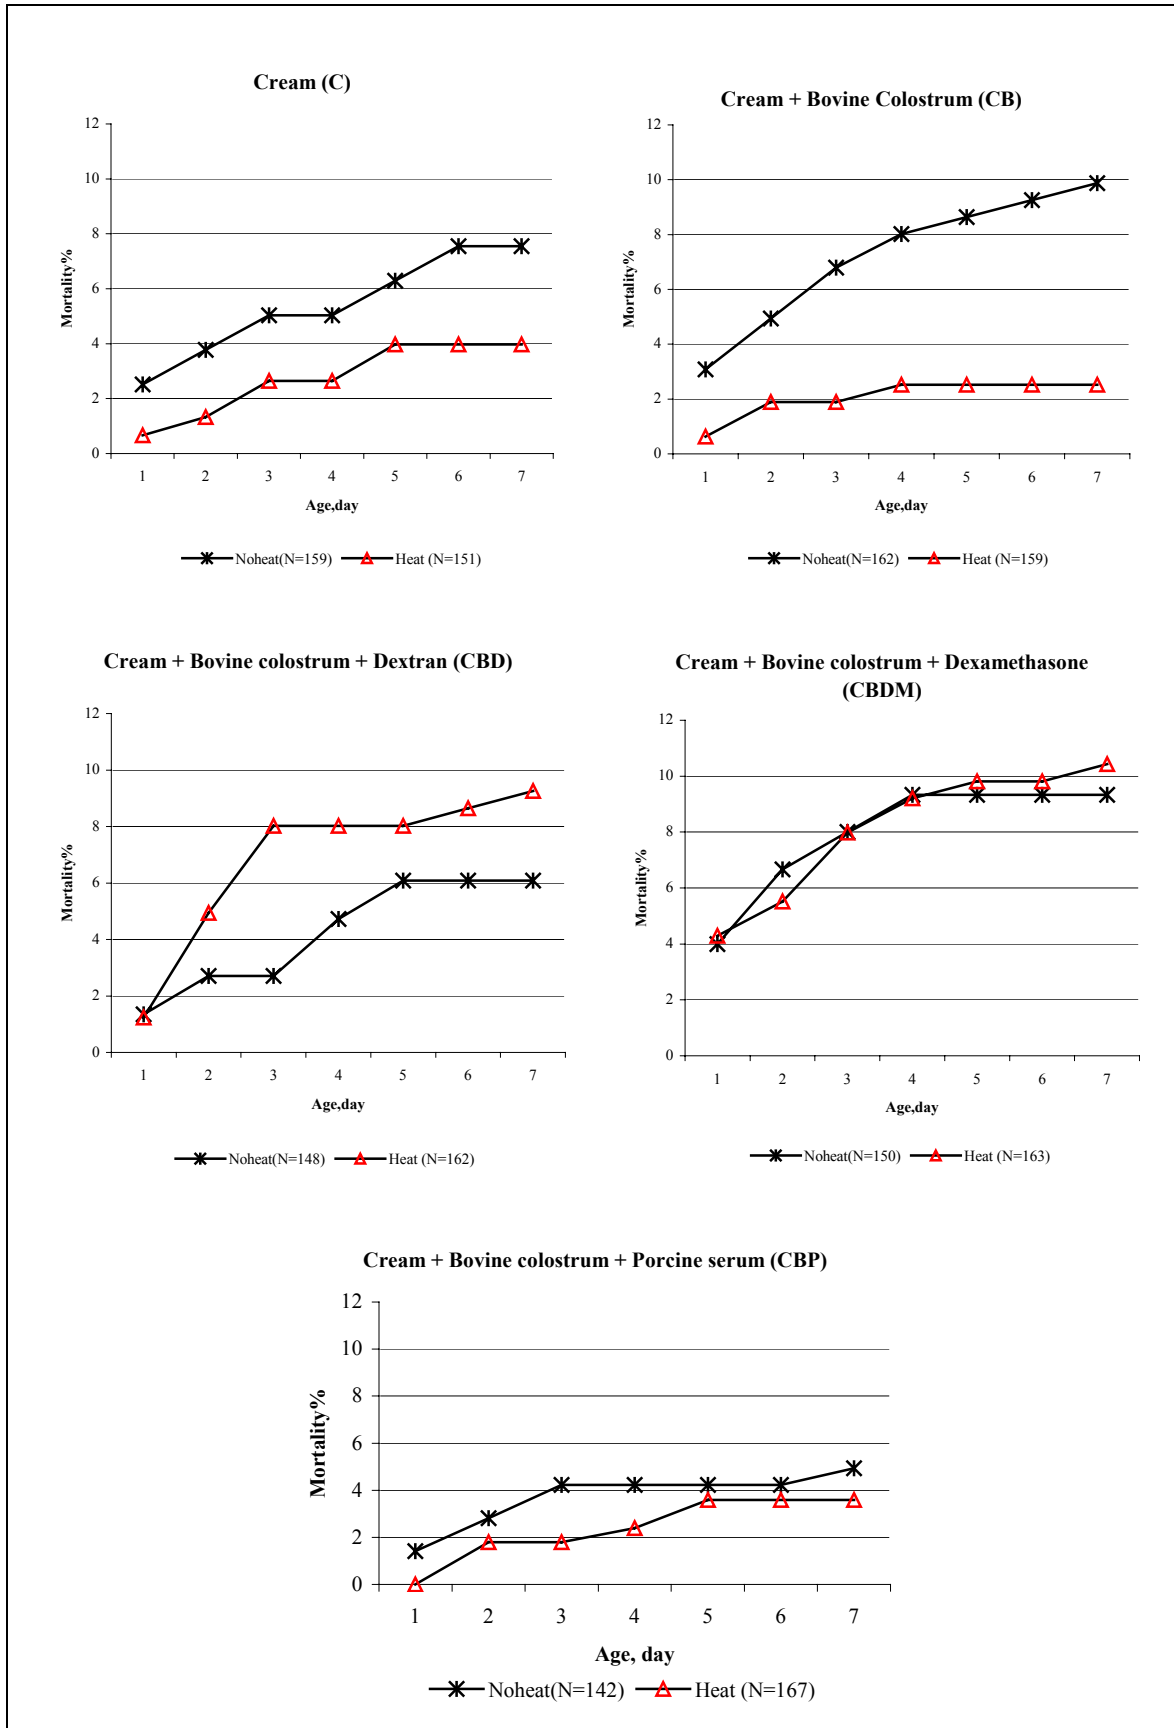 Cream (C)
12
10
8
6
4
2
0
Mortality%
1 2 3 4 5 6 7
Age,day
Noheat(N=159) Heat (N=151)
Cream + Bovine Colostrum (CB)
12
10
8
6
4
2
0
Mortality%
1 2 3 4 5 6 7
Age,day
Noheat(N=162) Heat (N=159)
Cream + Bovine colostrum + Dextran (CBD)
12
10
8
6
4
2
0
Mortality%
1 2 3 4 5 6 7
Age,day
Noheat(N=148) Heat (N=162)
Cream + Bovine colostrum + Dexamethasone
(CBDM)
12
10
8
6
4
2
0
Mortality%
1 2 3 4 5 6 7
Age,day
Noheat(N=150) Heat (N=163)
Cream + Bovine colostrum + Porcine serum (CBP)
12
10
8
6
4
2
0
Mortality%
1 2 3 4 5 6 7
Age, day
Noheat(N=142) Heat (N=167)